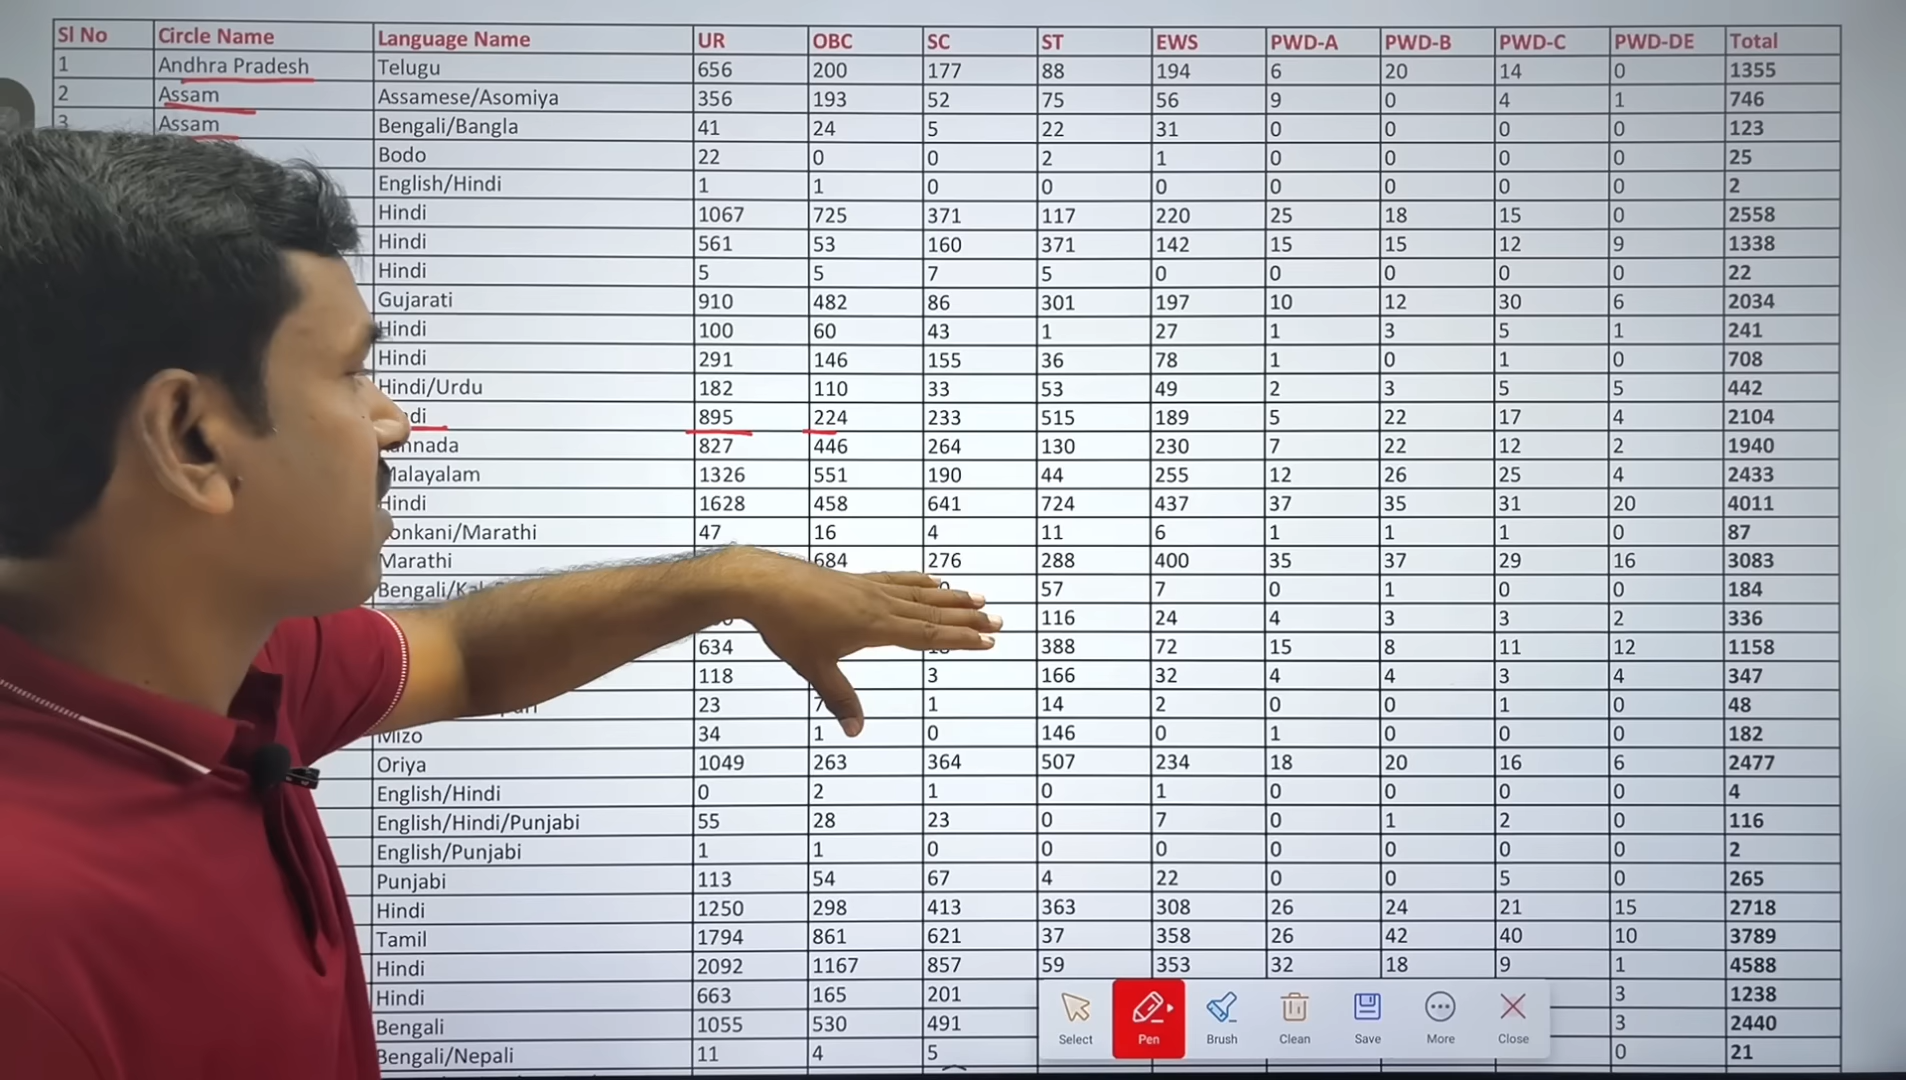 Sl No Circle Name Language Name UR OBC SC ST EWS PWD-A PWD-B PWD-C PWD-DE Total
1 Andhra Pradesh Telugu 656 200 177 88 194 6 20 14 0 1355
2 Assam Assamese/Asomiya 356 193 52 75 56 9 0 4 1 746
3 Assam Bengali/Bangla 41 24 5 22 31 0 0 0 0 123
Bodo 22 0 0 2 1 0 0 0 0 25
English/Hindi 1 1 0 0 0 0 0 0 0 2
Hindi 1067 725 371 117 220 25 18 15 0 2558
Hindi 561 53 160 371 142 15 15 12 9 1338
Hindi 5 5 7 5 0 0 0 0 0 22
Gujarati 910 482 86 301 197 10 12 30 6 2034
Hindi 100 60 43 1 27 1 3 5 1 241
Hindi 291 146 155 36 78 1 0 1 0 708
Hindi/Urdu 182 110 33 53 49 2 3 5 5 442
895 224 233 515 189 5 22 17 4 2104
Kannada 827 446 264 130 230 7 22 12 2 1940
Malayalam 1326 551 190 44 255 12 26 25 4 2433
Hindi 1628 458 641 724 437 37 35 31 20 4011
Konkani/Marathi 47 16 4 11 6 1 1 1 0 87
Marathi 684 276 288 400 35 37 29 16 3083
57 7 0 1 0 0 184
116 24 4 3 3 2 336
634 388 72 15 8 11 12 1158
118 3 166 32 4 4 3 4 347
23 7 1 14 2 0 0 1 0 48
Mizo 34 1 0 146 0 1 0 0 0 182
Oriya 1049 263 364 507 234 18 20 16 6 2477
English/Hindi 0 2 1 0 1 0 0 0 0 4
English/Hindi/Punjabi 55 28 23 0 7 0 1 2 0 116
English/Punjabi 1 1 0 0 0 0 0 0 0 2
Punjabi 113 54 67 4 22 0 0 5 0 265
Hindi 1250 298 413 363 308 26 24 21 15 2718
Tamil 1794 861 621 37 358 26 42 40 10 3789
Hindi 2092 1167 857 59 353 32 18 9 1 4588
Hindi 663 165 201 3 1238
Bengali 1055 530 491 3 2440
Bengali/Nepali 11 4 5 0 21
Select Pen Brush Clean Save More Close